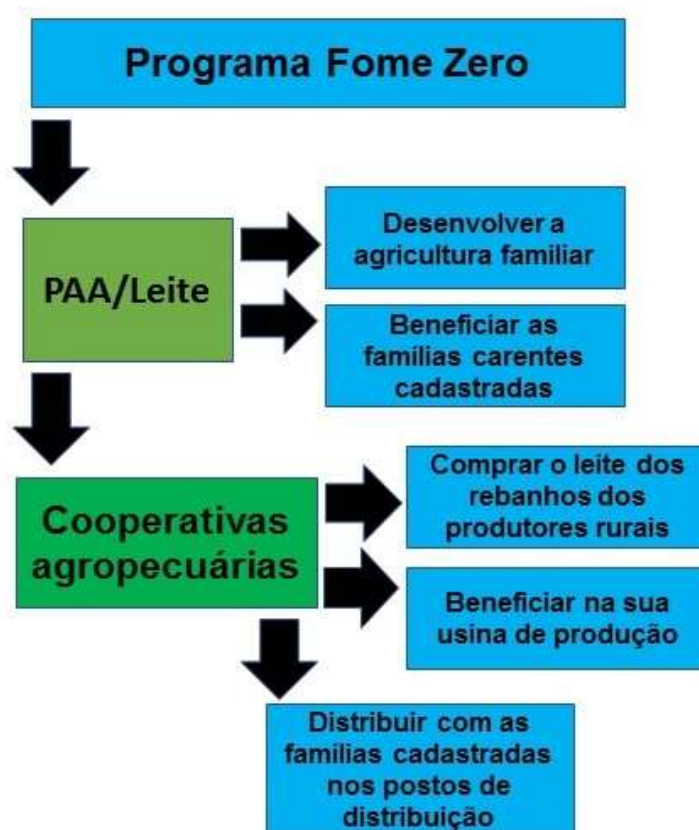 Programa Fome Zero
PAA/Leite
Desenvolver a
agricultura familiar
Beneficiar as
famílias carentes
cadastradas
Cooperativas
agropecuárias
Comprar o leite dos
rebanhos dos
produtores rurais
Beneficiar na sua
usina de produção
Distribuir com as
famílias cadastradas
nos postos de
distribuição